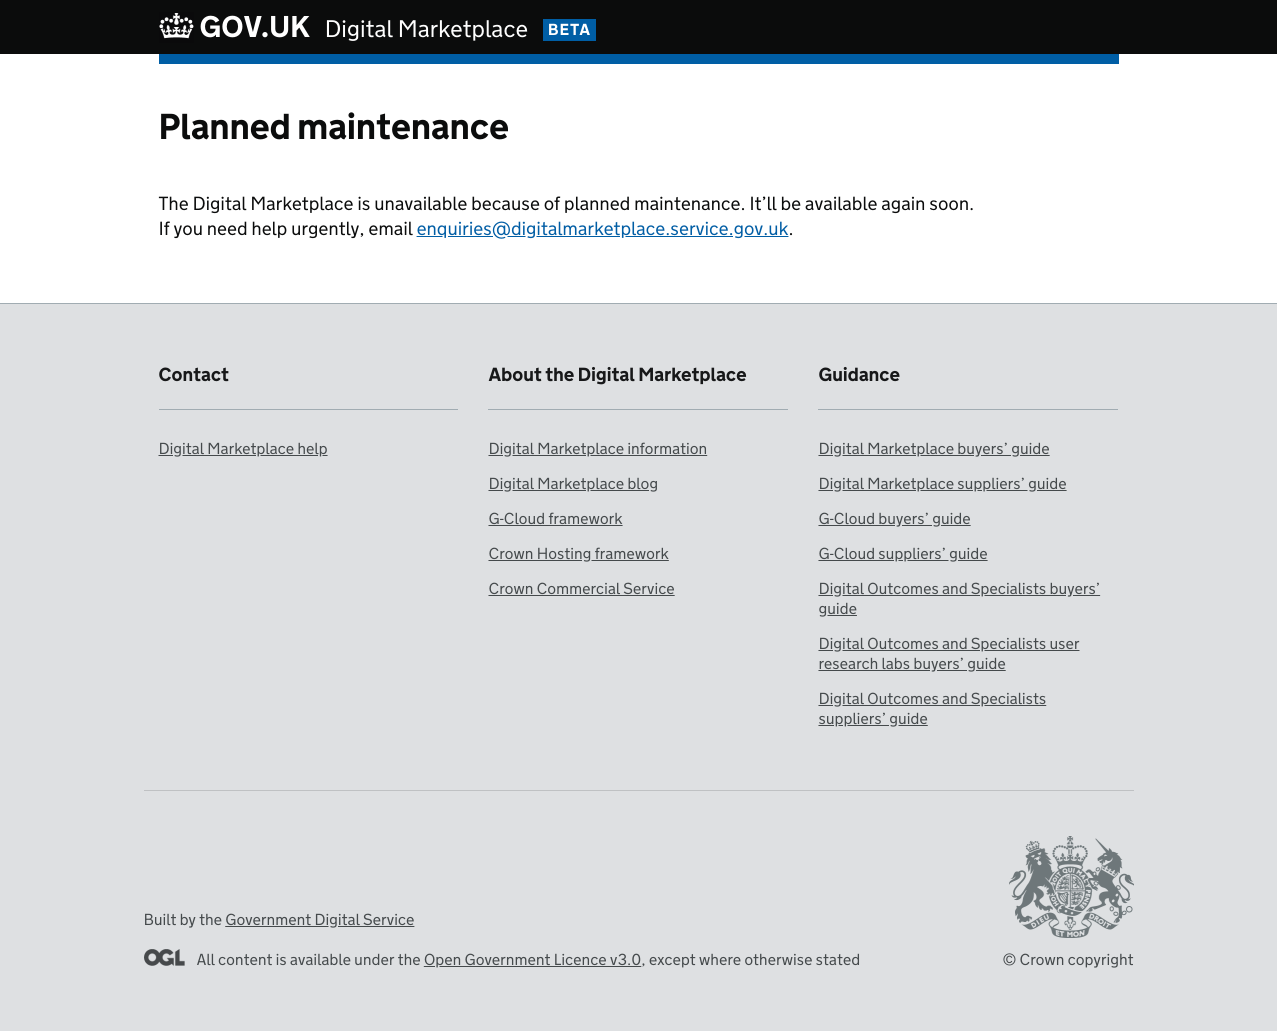 GOV.UK Digital Marketplace BETA
Planned maintenance
The Digital Marketplace is unavailable because of planned maintenance. It’ll be available again soon.
If you need help urgently, email enquiries@digitalmarketplace.service.gov.uk.
Contact
Digital Marketplace help
About the Digital Marketplace
Digital Marketplace information
Digital Marketplace blog
G-Cloud framework
Crown Hosting framework
Crown Commercial Service
Guidance
Digital Marketplace buyers’ guide
Digital Marketplace suppliers’ guide
G-Cloud buyers’ guide
G-Cloud suppliers’ guide
Digital Outcomes and Specialists buyers’
guide
Digital Outcomes and Specialists user
research labs buyers’ guide
Digital Outcomes and Specialists
suppliers’ guide
Built by the Government Digital Service
OGL All content is available under the Open Government Licence v3.0, except where otherwise stated
DIEU ET MON DROIT
© Crown copyright